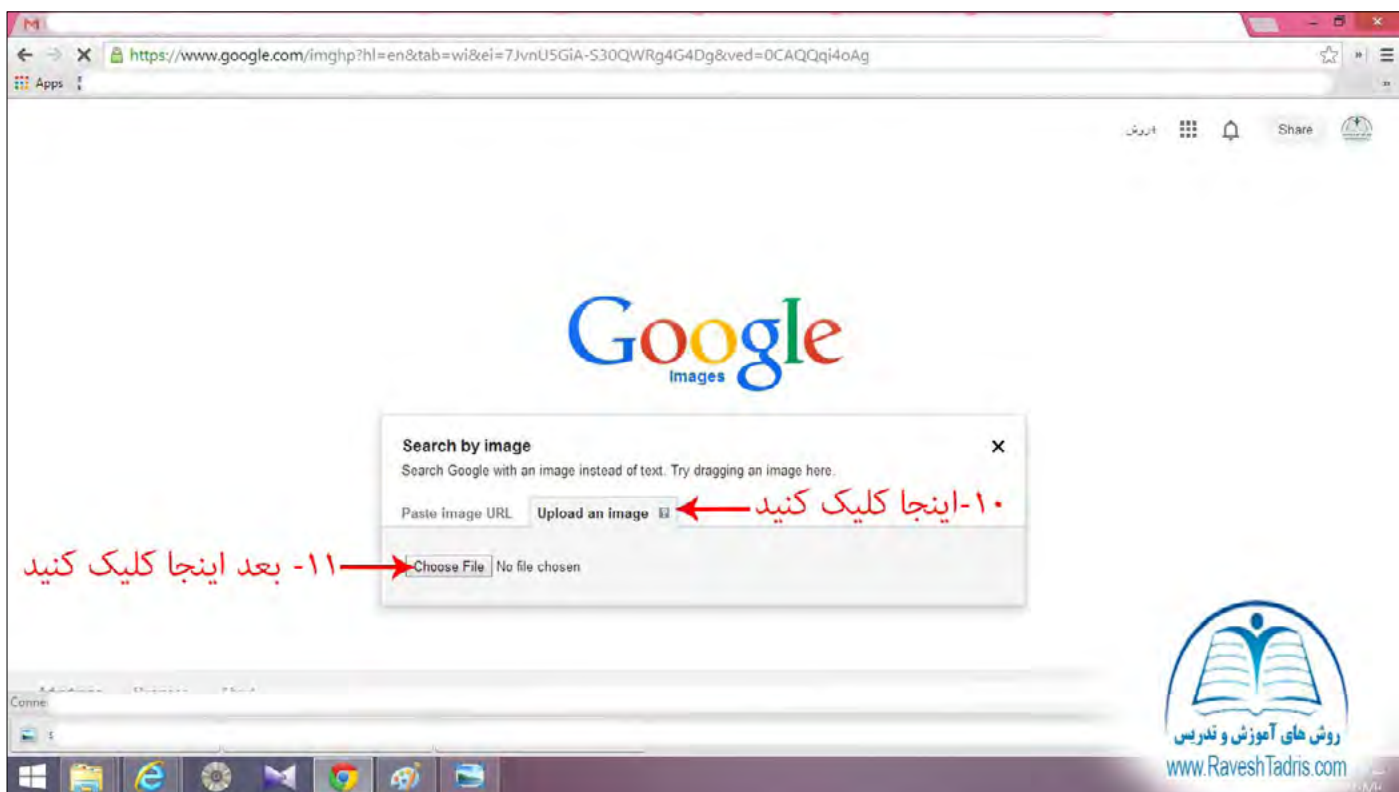 https://www.google.com/imghp?hl=en&tab=wi&ei=7JvnU5GiA-S30QWRg4G4Dg&ved=0CAQQqi4oAg
Apps
Share
Google
Images
Search by image
Search Google with an image instead of text. Try dragging an image here.
Paste image URL Upload an image
۱۰-اینجا کلیک کنید
Choose File No file chosen
۱۱- بعد اینجا کلیک کنید
Conne
روش های آموزش و تدریس
www.RaveshTadris.com